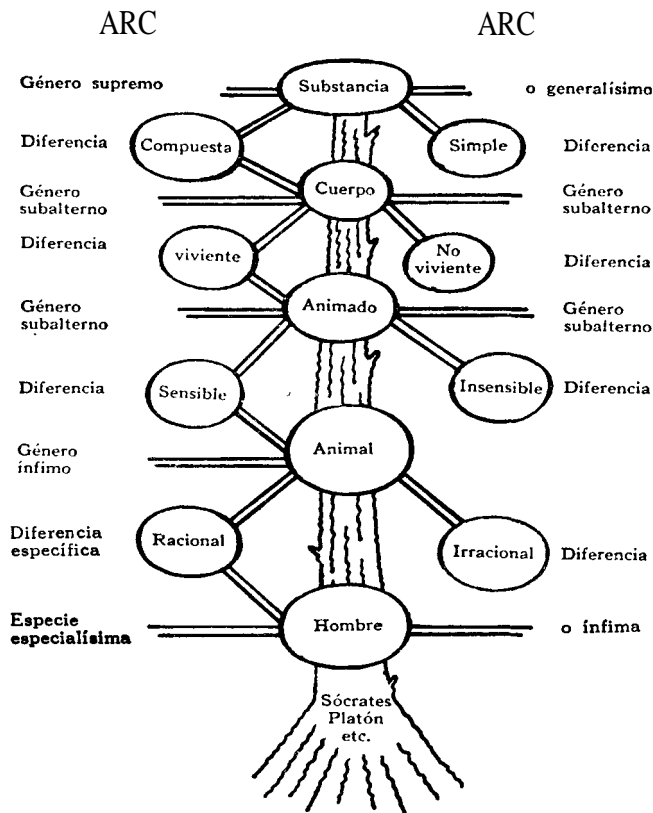 ARC ARC
Género supremo Substancia o generalísimo
Diferencia Compuesta Simple Diferencia
Género
subalterno
Cuerpo
Género
subalterno
Diferencia viviente
No
viviente
Diferencia
Género
subalterno
Animado
Género
subalterno
Diferencia Sensible Insensible Diferencia
Género
ínfimo
Animal
Diferencia
específica
Racional Irracional Diferencia
Especie
especialísima
Hombre o ínfima
Sócrates
Platón
etc.